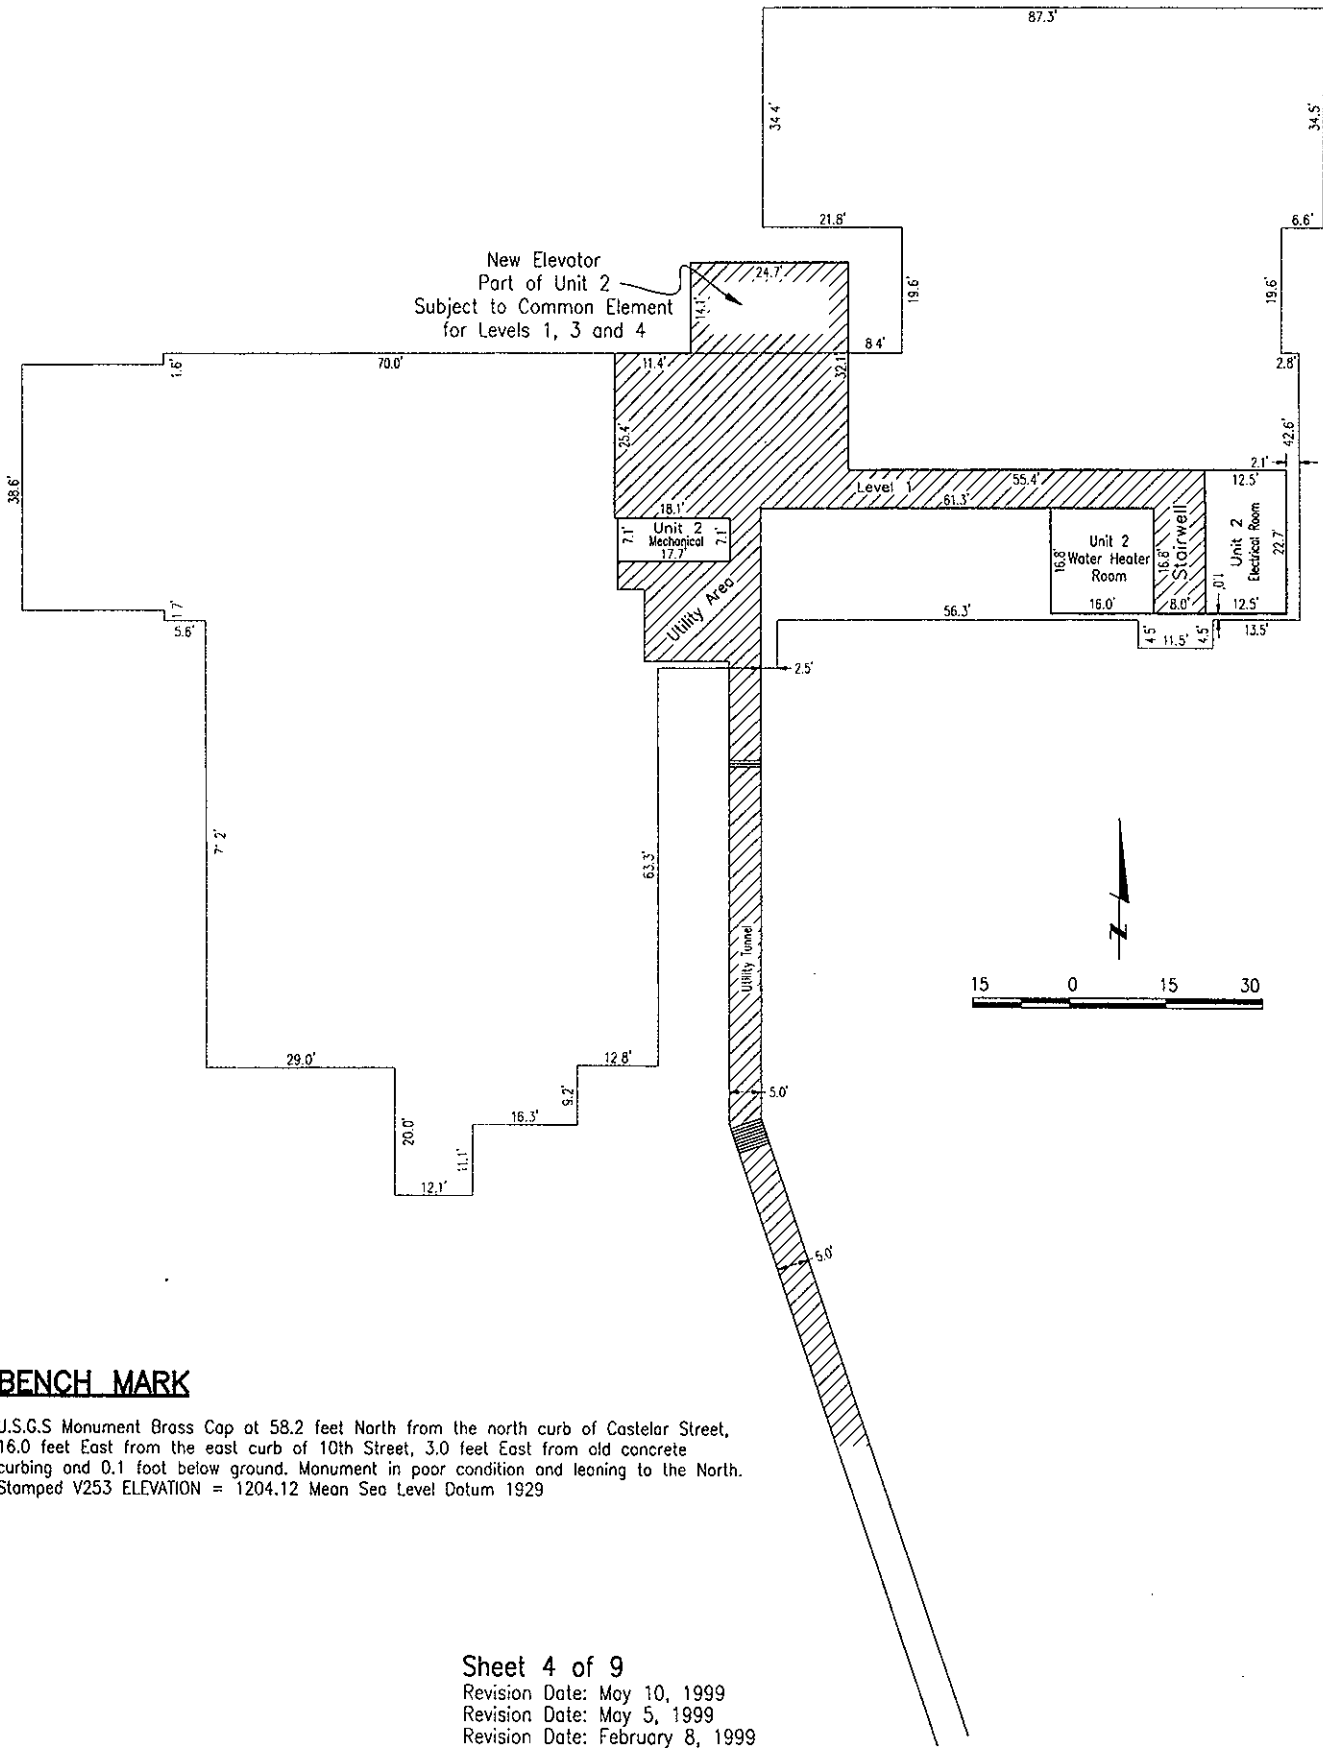 87.3'
34.4'
34.5'
21.8'
6.6'
New Elevator
Part of Unit 2
Subject to Common Element
for Levels 1, 3 and 4
24.7'
14.1'
19.6'
19.6'
8.4'
1.6'
70.0'
11.4'
32.1'
2.8'
25.4'
42.6'
38.6'
2.1'
Level 1
55.4'
12.5'
61.3'
18.1'
7.1'
Unit 2
Mechanical
7.1'
17.7'
16.8'
Unit 2
Water Heater
Room
16.8'
Stairwell
Unit 2
Electrical Room
22.7'
Utility Area
1.0'
16.0'
8.0'
12.5'
1.7'
5.6'
56.3'
4.5'
11.5'
4.5'
13.5'
2.5'
63.3'
Utility Tunnel
N
15 0 15 30
29.0'
12.8'
5.0'
9.2'
20.0'
16.3'
11.1'
12.1'
5.0'
BENCH MARK
U.S.G.S Monument Brass Cap at 58.2 feet North from the north curb of Castelar Street,
16.0 feet East from the east curb of 10th Street, 3.0 feet East from old concrete
curbing and 0.1 foot below ground. Monument in poor condition and leaning to the North.
Stamped V253 ELEVATION = 1204.12 Mean Sea Level Datum 1929
Sheet 4 of 9
Revision Date: May 10, 1999
Revision Date: May 5, 1999
Revision Date: February 8, 1999